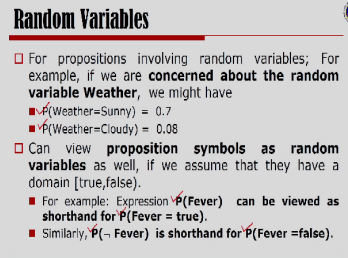 Random Variables
For propositions involving random variables; For
example, if we are concerned about the random
variable Weather, we might have
P(Weather=Sunny) = 0.7
P(Weather=Cloudy) = 0.08
Can view proposition symbols as random
variables as well, if we assume that they have a
domain [true,false).
For example: Expression P(Fever) can be viewed as
shorthand for P(Fever = true).
Similarly, P(¬ Fever) is shorthand for P(Fever =false).